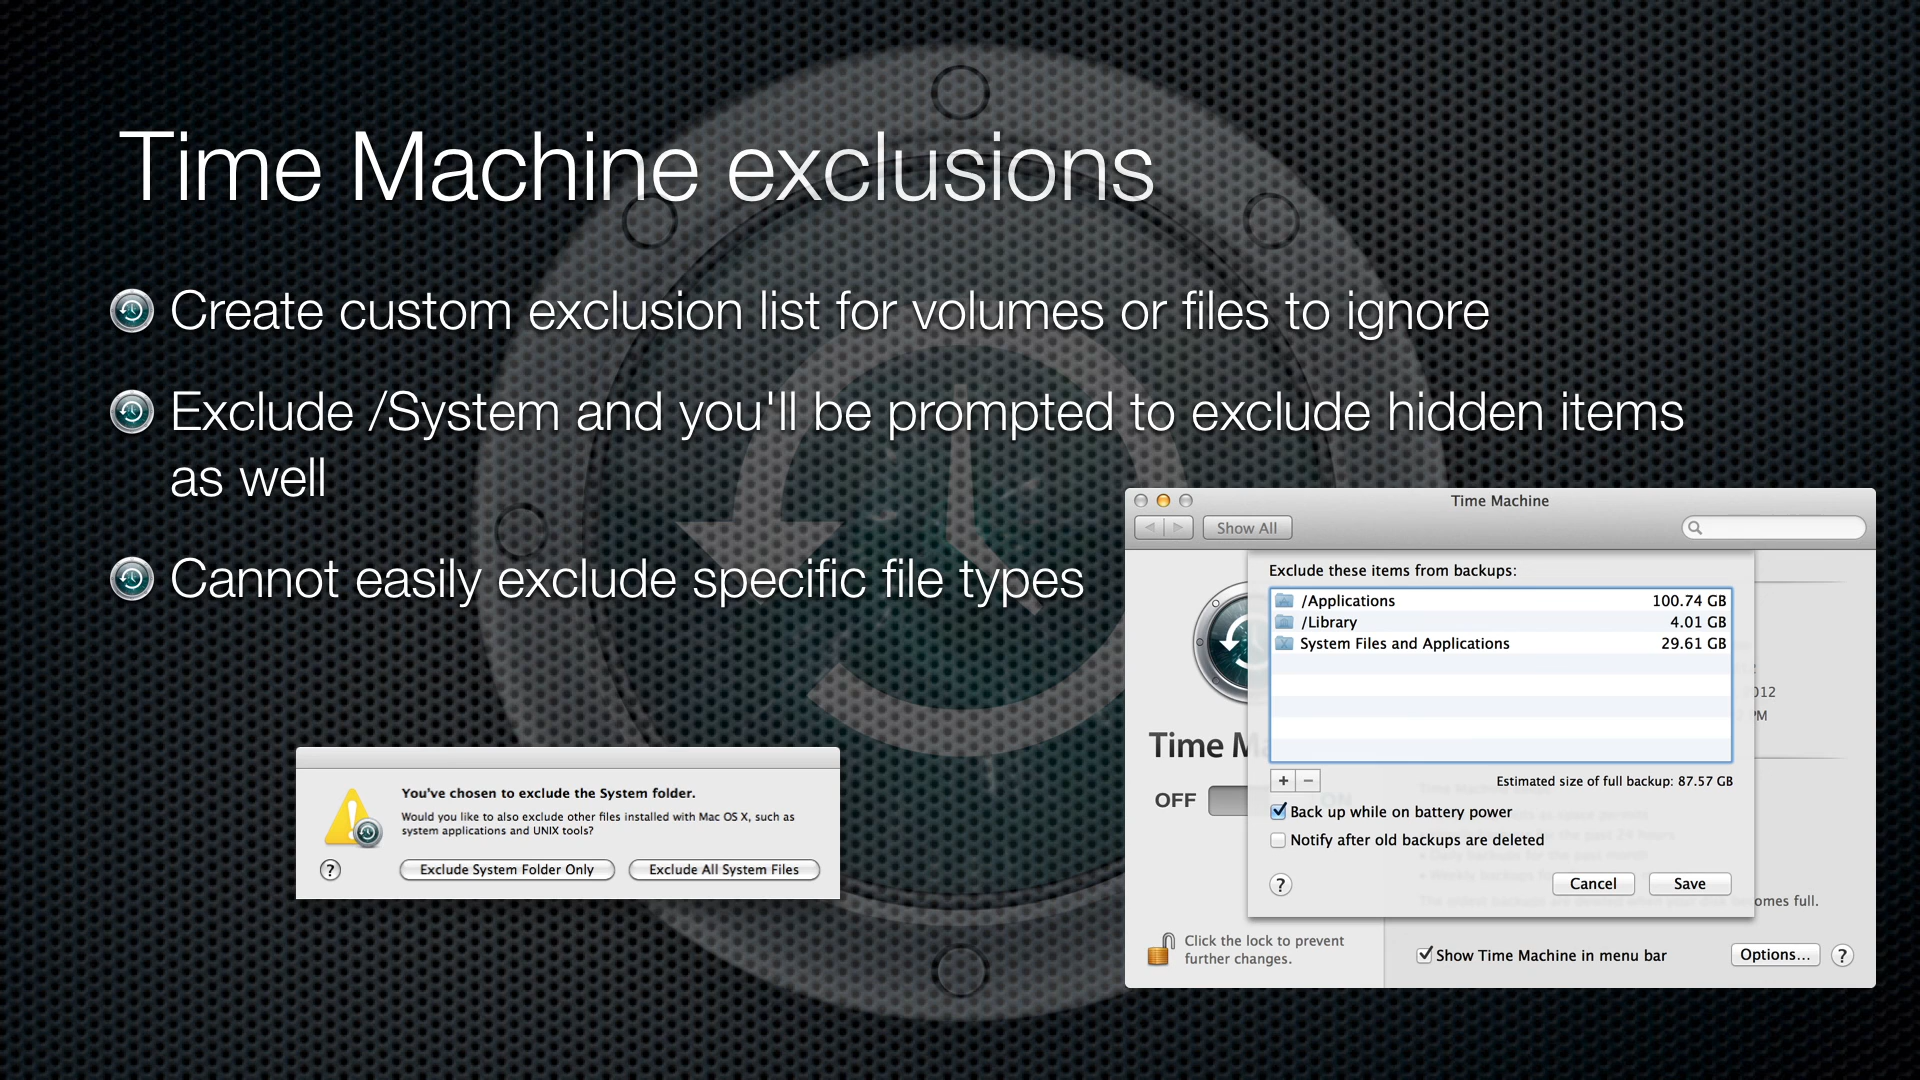 Time Machine exclusions
Create custom exclusion list for volumes or files to ignore
Exclude /System and you'll be prompted to exclude hidden items
as well
Cannot easily exclude specific file types
You've chosen to exclude the System folder.
Would you like to also exclude other files installed with Mac OS X, such as
system applications and UNIX tools?
? Exclude System Folder Only Exclude All System Files
Time Machine
Show All
Exclude these items from backups:
/Applications 100.74 GB
/Library 4.01 GB
System Files and Applications 29.61 GB
012
PM
Time M
Estimated size of full backup: 87.57 GB
OFF ON
Back up while on battery power
Notify after old backups are deleted
? Cancel Save
omes full.
Click the lock to prevent
further changes.
Show Time Machine in menu bar Options... ?